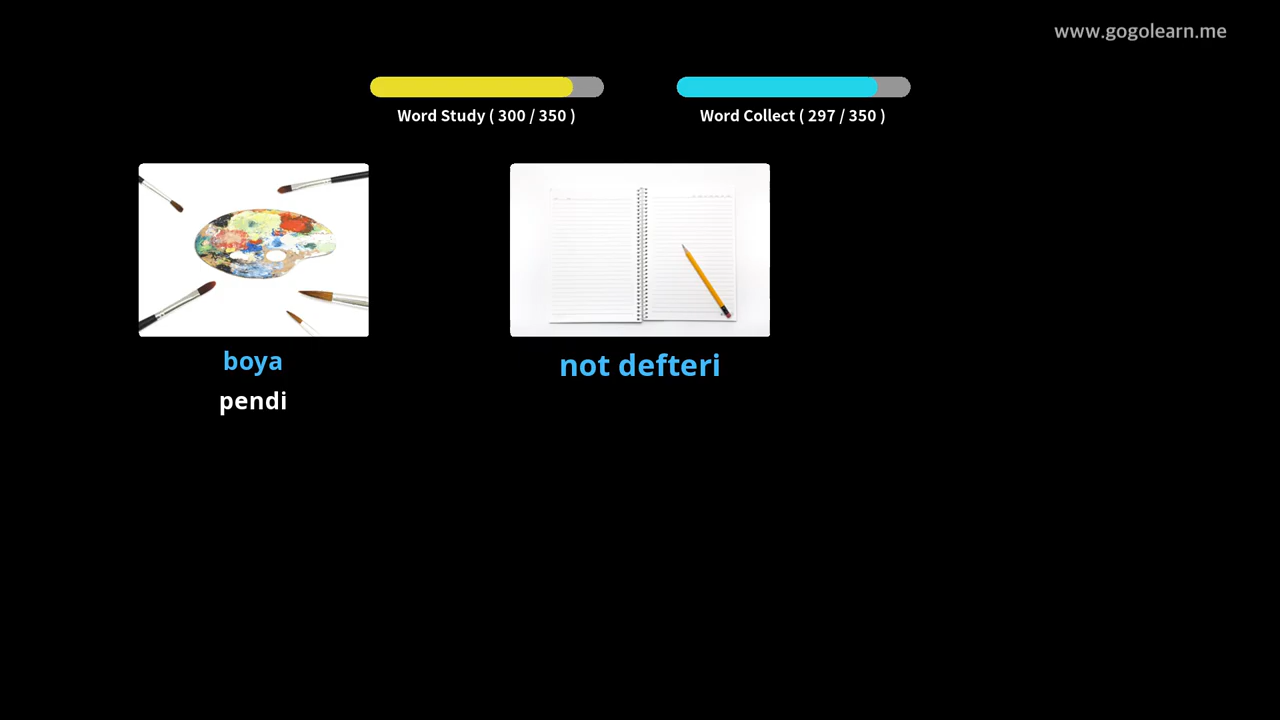 www.gogolearn.me
Word Study ( 300 / 350 )
Word Collect ( 297 / 350 )
boya
pendi
not defteri